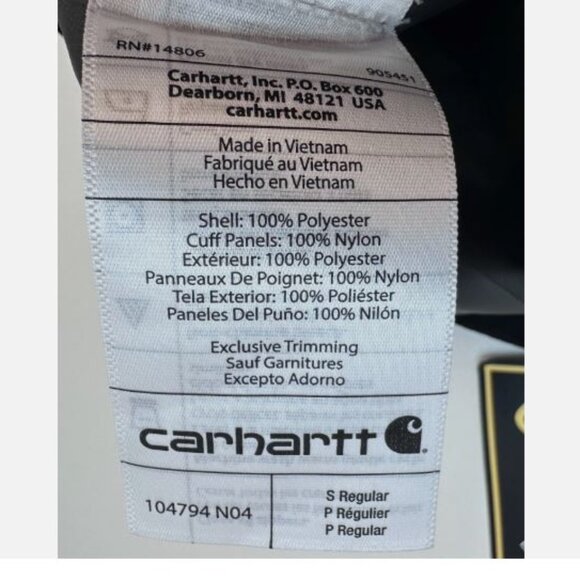 RN#14806
905451
Carhartt, Inc. P.O. Box 600
Dearborn, MI 48121 USA
carhartt.com
Made in Vietnam
Fabriqué au Vietnam
Hecho en Vietnam
Shell: 100% Polyester
Cuff Panels: 100% Nylon
Extérieur: 100% Polyester
Panneaux De Poignet: 100% Nylon
Tela Exterior: 100% Poliéster
Paneles Del Puño: 100% Nilón
Exclusive Trimming
Sauf Garnitures
Excepto Adorno
carhartt
104794 N04
S Regular
P Régulier
P Regular